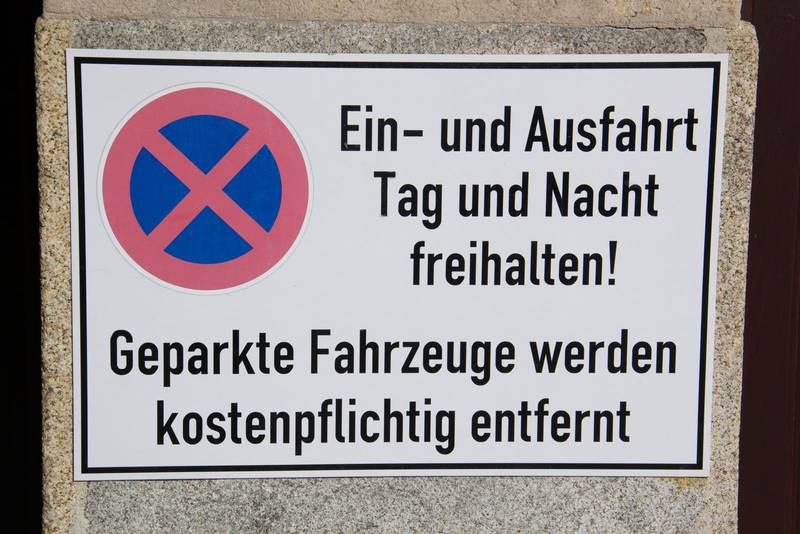 Ein- und Ausfahrt
Tag und Nacht
freihalten!
Geparkte Fahrzeuge werden
kostenpflichtig entfernt